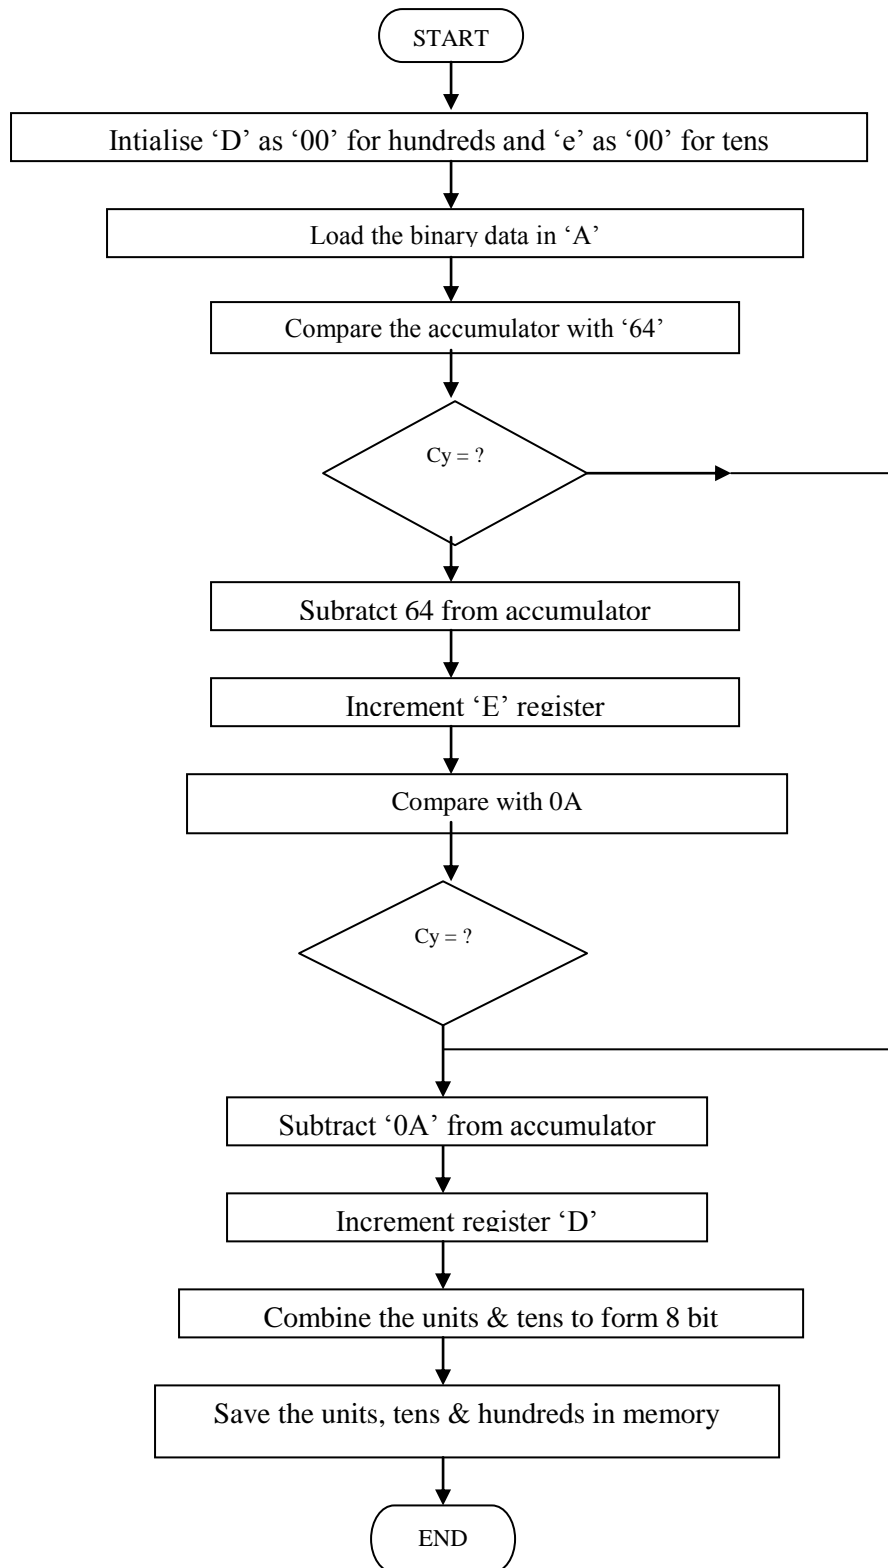 START
Intialise ‘D’ as ‘00’ for hundreds and ‘e’ as ‘00’ for tens
Load the binary data in ‘A’
Compare the accumulator with ‘64’
Cy = ?
Subratct 64 from accumulator
Increment ‘E’ register
Compare with 0A
Cy = ?
Subtract ‘0A’ from accumulator
Increment register ‘D’
Combine the units & tens to form 8 bit
Save the units, tens & hundreds in memory
END